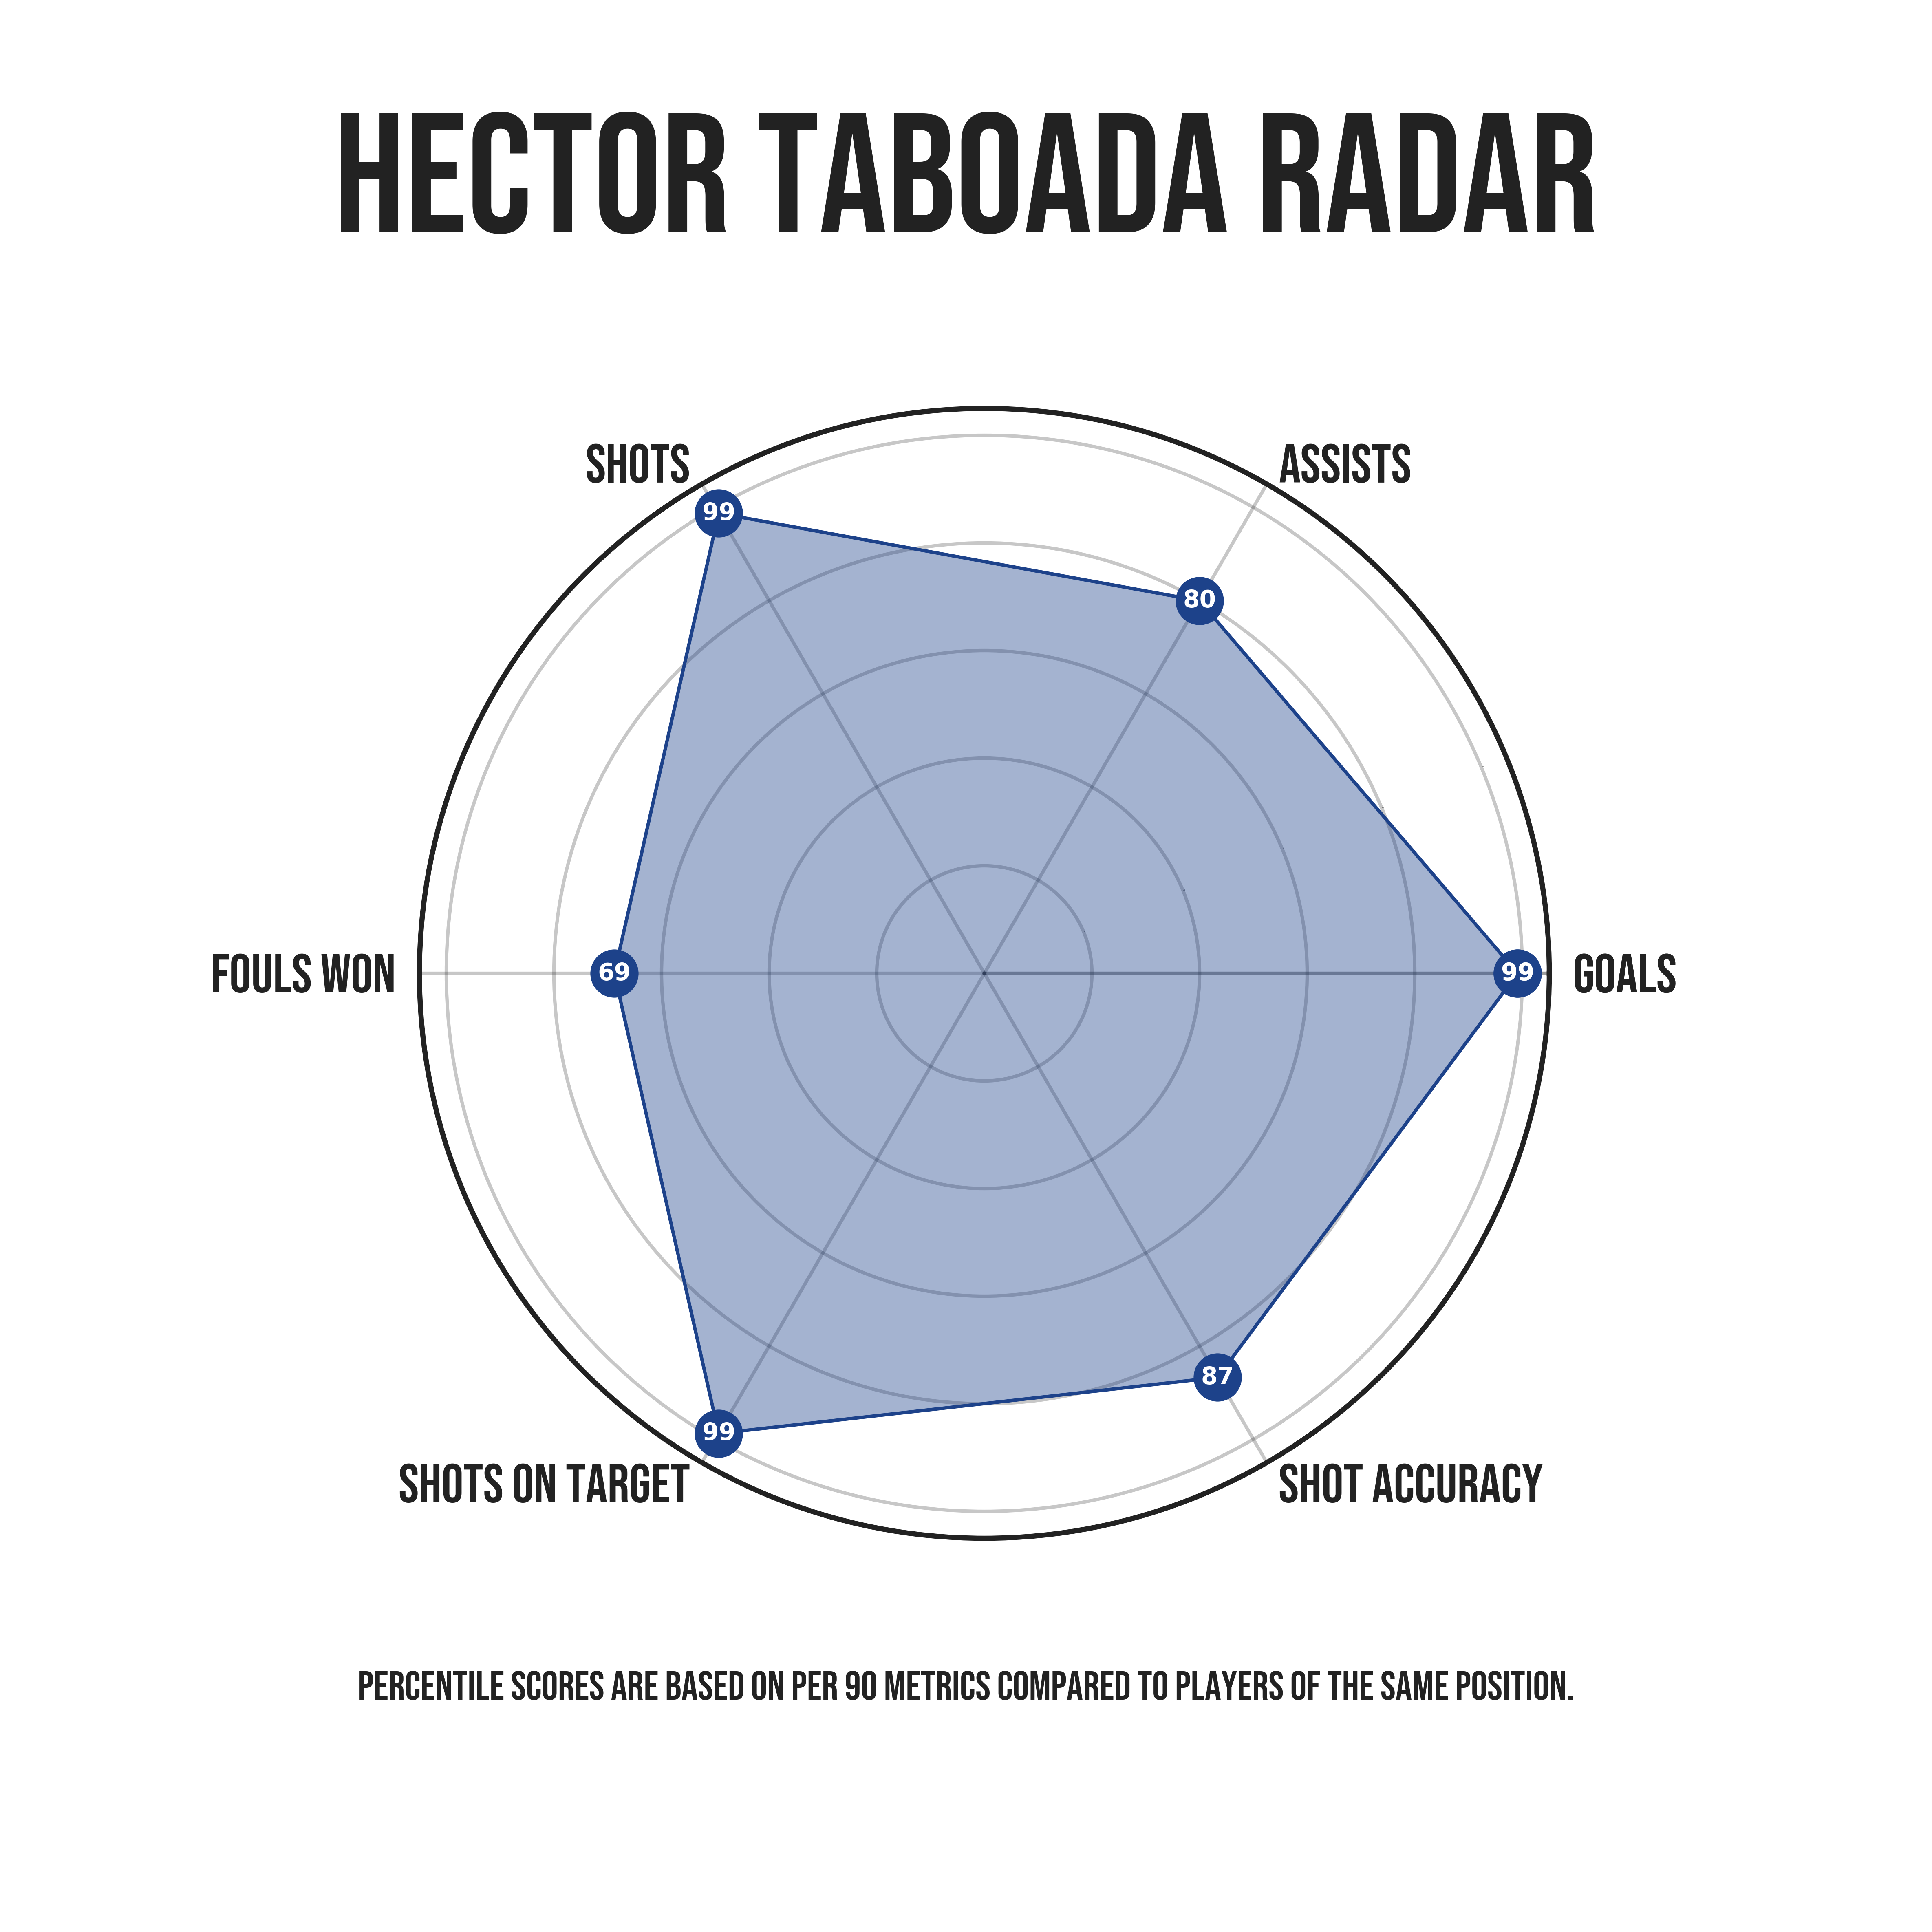 HECTOR TABOADA RADAR
SHOTS
ASSISTS
99
80
FOULS WON
69
99
GOALS
87
99
SHOTS ON TARGET
SHOT ACCURACY
PERCENTILE SCORES ARE BASED ON PER 90 METRICS COMPARED TO PLAYERS OF THE SAME POSITION.